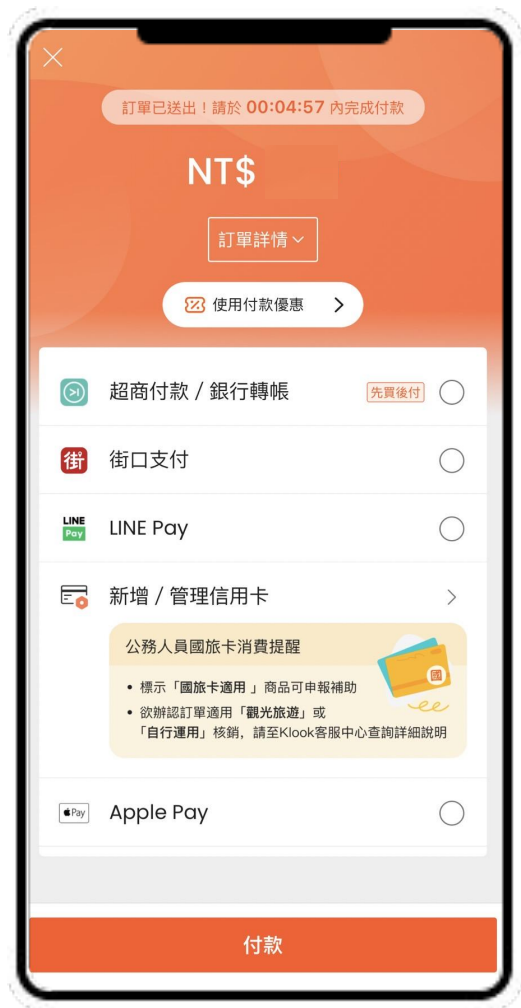 訂單已送出！請於 00:04:57 內完成付款
NT$
訂單詳情
使用付款優惠
超商付款 / 銀行轉帳 先買後付
街 街口支付
LINE Pay LINE Pay
新增 / 管理信用卡
公務人員國旅卡消費提醒
• 標示「國旅卡適用 」商品可申報補助
國
• 欲辦認訂單適用「觀光旅遊」或
「自行運用」核銷，請至Klook客服中心查詢詳細說明
Pay Apple Pay
付款